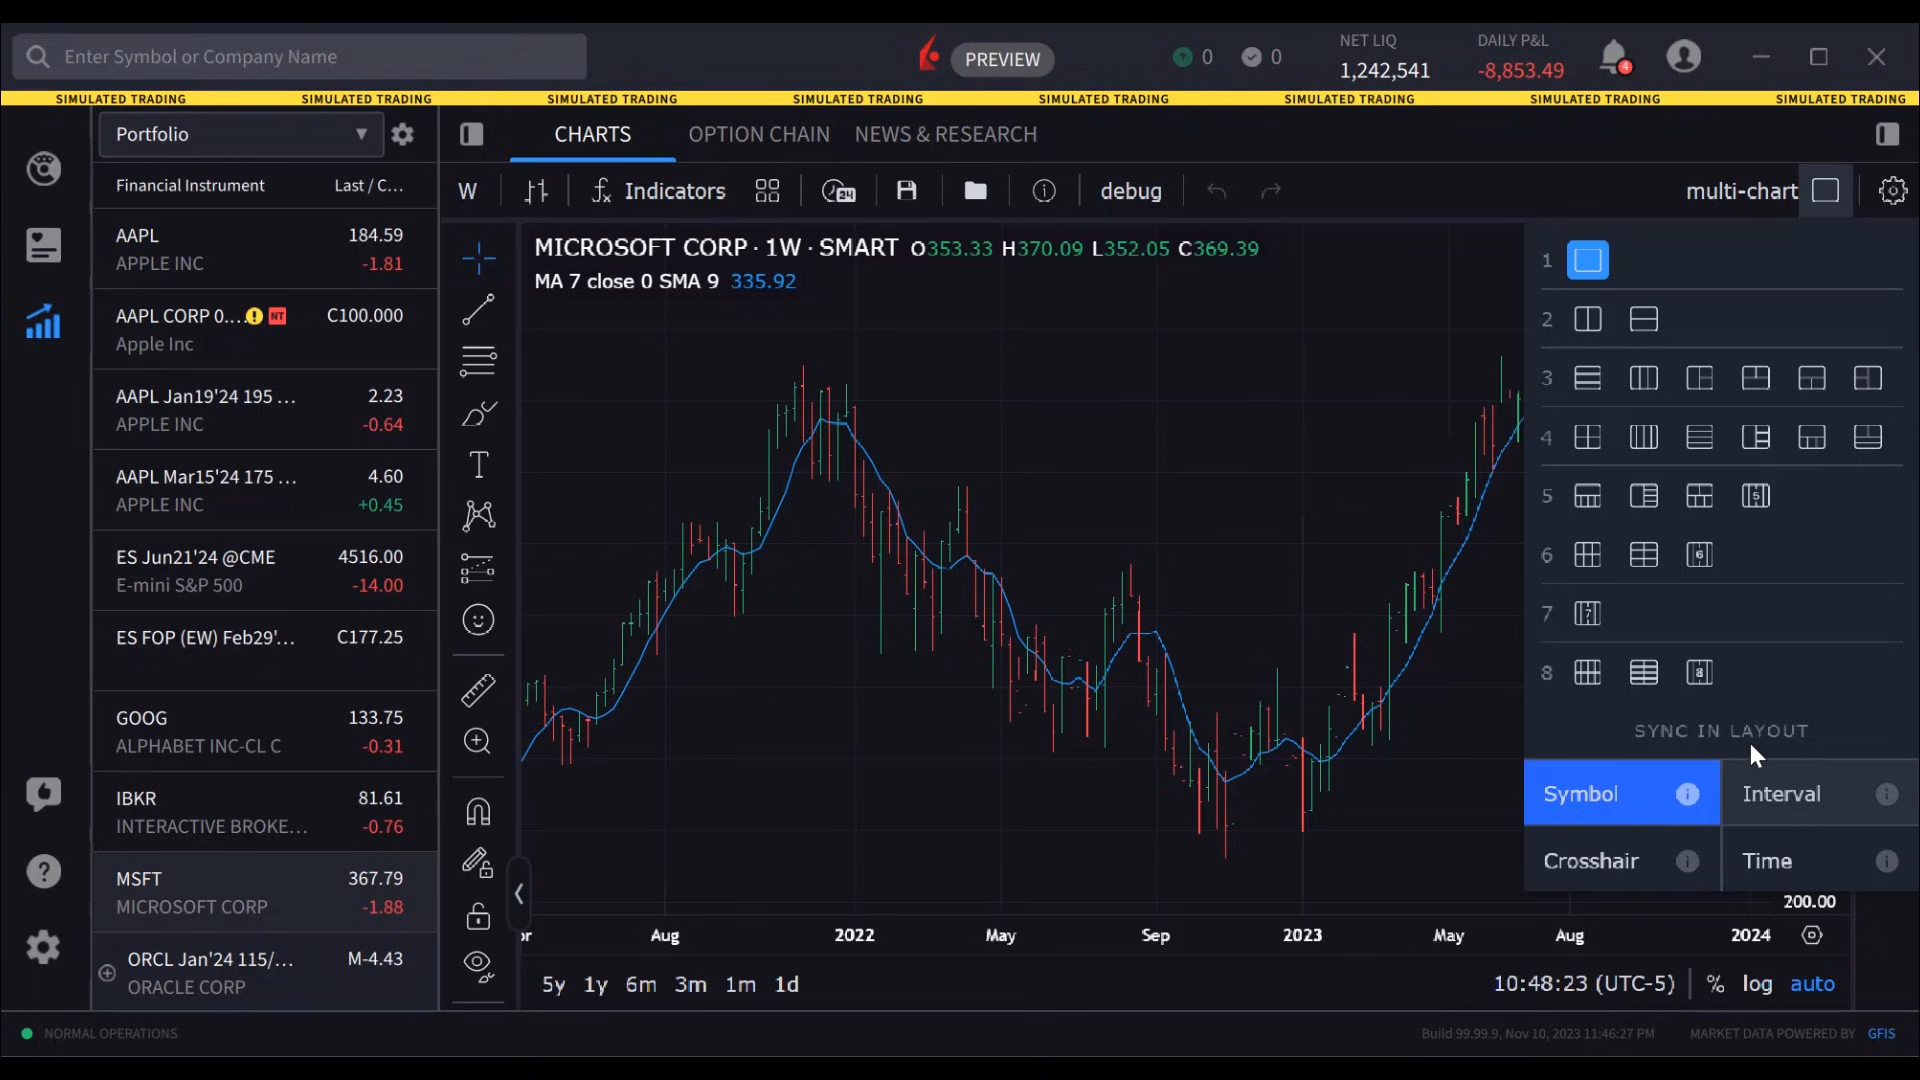 Enter Symbol or Company Name
PREVIEW
0
0
NET LIQ
1,242,541
DAILY P&L
-8,853.49
4
SIMULATED TRADING SIMULATED TRADING SIMULATED TRADING SIMULATED TRADING SIMULATED TRADING SIMULATED TRADING SIMULATED TRADING SIMULATED TRADING
Portfolio
CHARTS OPTION CHAIN NEWS & RESEARCH
Financial Instrument Last / C...
AAPL 184.59
APPLE INC -1.81
AAPL CORP 0.... ! NT C100.000
Apple Inc
AAPL Jan19'24 195 ... 2.23
APPLE INC -0.64
AAPL Mar15'24 175 ... 4.60
APPLE INC +0.45
ES Jun21'24 @CME 4516.00
E-mini S&P 500 -14.00
ES FOP (EW) Feb29'... C177.25
GOOG 133.75
ALPHABET INC-CL C -0.31
IBKR 81.61
INTERACTIVE BROKE... -0.76
MSFT 367.79
MICROSOFT CORP -1.88
ORCL Jan'24 115/... M-4.43
ORACLE CORP
W Indicators 24 debug multi-chart
MICROSOFT CORP · 1W · SMART O353.33 H370.09 L352.05 C369.39
MA 7 close 0 SMA 9 335.92
T
1
2
3
4
5 5
6 6
7 7
8 8
SYNC IN LAYOUT
Symbol Interval
Crosshair Time
200.00
or Aug 2022 May Sep 2023 May Aug 2024
5y 1y 6m 3m 1m 1d
10:48:23 (UTC-5) % log auto
NORMAL OPERATIONS
Build 99.99.9, Nov 10, 2023 11:46:27 PM
MARKET DATA POWERED BY GFIS